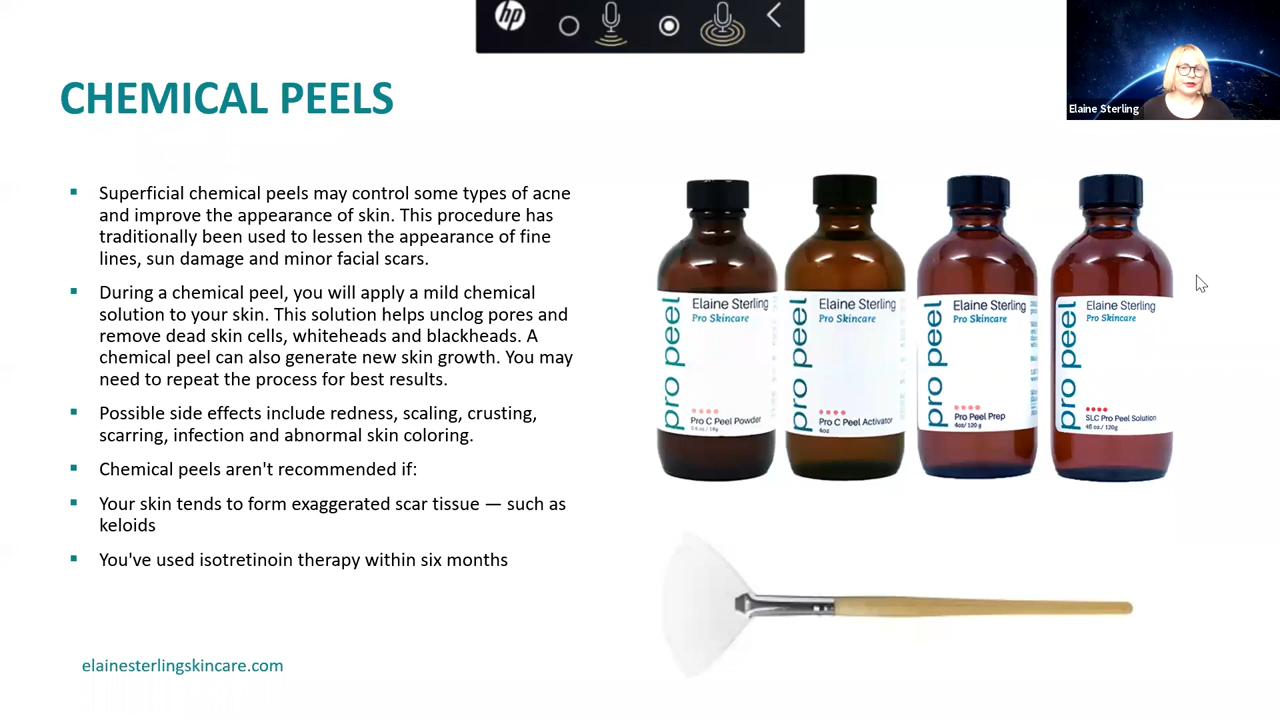 hp
CHEMICAL PEELS
Elaine Sterling
Superficial chemical peels may control some types of acne
and improve the appearance of skin. This procedure has
traditionally been used to lessen the appearance of fine
lines, sun damage and minor facial scars.
During a chemical peel, you will apply a mild chemical
solution to your skin. This solution helps unclog pores and
remove dead skin cells, whiteheads and blackheads. A
chemical peel can also generate new skin growth. You may
need to repeat the process for best results.
Possible side effects include redness, scaling, crusting,
scarring, infection and abnormal skin coloring.
Chemical peels aren't recommended if:
Your skin tends to form exaggerated scar tissue — such as
keloids
You've used isotretinoin therapy within six months
elainesterlingskincare.com
pro peel
Elaine Sterling
Pro Skincare
Pro C Peel Powder
pro peel
Elaine Sterling
Pro Skincare
Pro C Peel Activator
4oz
pro peel
Elaine Sterling
Pro Skincare
Pro Peel Prep
4oz/ 120 g
pro peel
Elaine Sterling
Pro Skincare
SLC Pro Peel Solution